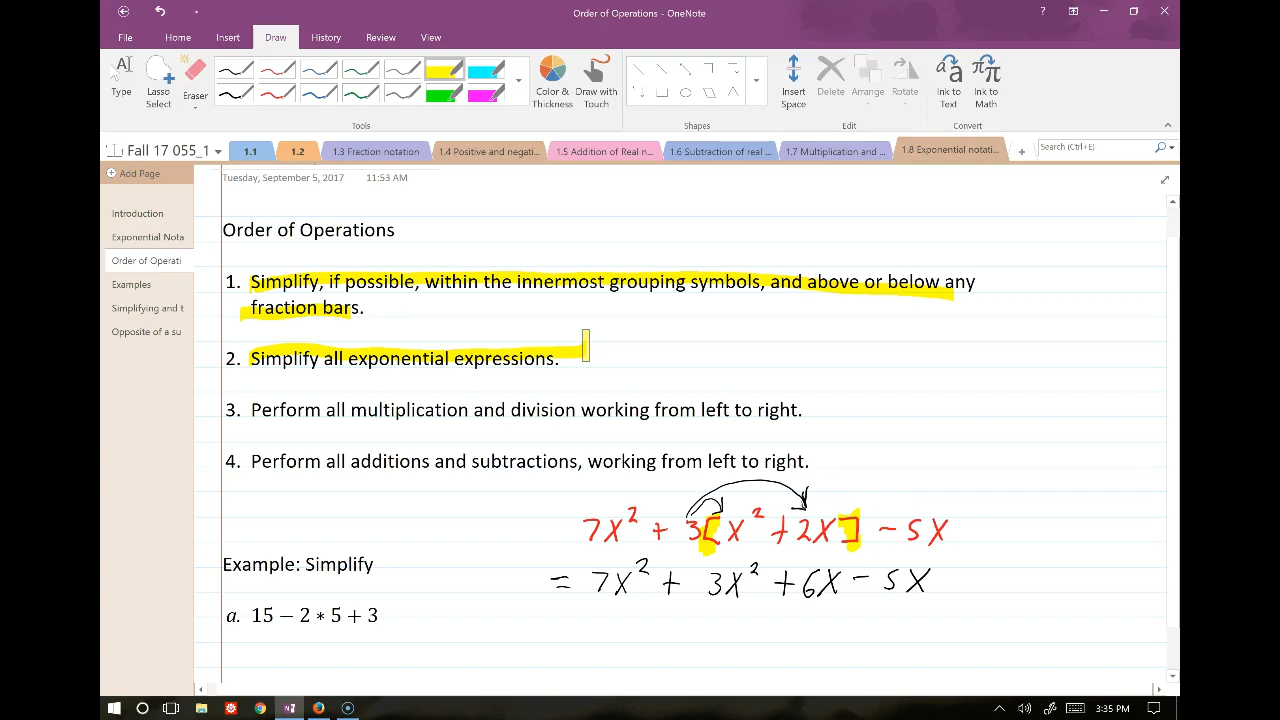 Order of Operations - OneNote
File Home Insert Draw History Review View
Type
Lasso Select
Eraser
Color & Thickness
Draw with Touch
Insert Space
Delete
Arrange
Rotate
Ink to Text
Ink to Math
Tools Shapes Edit Convert
Fall 17 055_1 1.1 1.2 1.3 Fraction notation 1.4 Positive and negati... 1.5 Addition of Real n... 1.6 Subtraction of real ... 1.7 Multiplication and ... 1.8 Exponential notati... Search (Ctrl+E)
Add Page
Introduction
Exponential Nota
Order of Operati
Examples
Simplifying and t
Opposite of a su
Tuesday, September 5, 2017 11:53 AM
Order of Operations
1. Simplify, if possible, within the innermost grouping symbols, and above or below any
fraction bars.
2. Simplify all exponential expressions.
3. Perform all multiplication and division working from left to right.
4. Perform all additions and subtractions, working from left to right.
7x² + 3[x² + 2x] - 5x
Example: Simplify
= 7x² + 3x² + 6x - 5x
a. 15 − 2 ∗ 5 + 3
3:35 PM